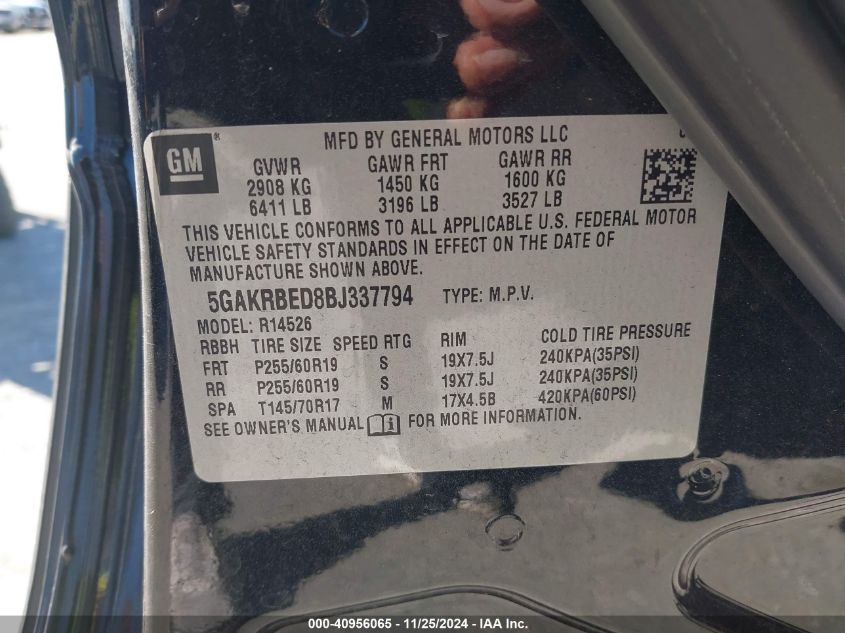 MFD BY GENERAL MOTORS LLC
GM®
GVWR GAWR FRT GAWR RR
2908 KG 1450 KG 1600 KG
6411 LB 3196 LB 3527 LB
THIS VEHICLE CONFORMS TO ALL APPLICABLE U.S. FEDERAL MOTOR
VEHICLE SAFETY STANDARDS IN EFFECT ON THE DATE OF
MANUFACTURE SHOWN ABOVE.
5GAKRBED8BJ337794 TYPE: M.P.V.
MODEL: R14526
RBBH TIRE SIZE SPEED RTG RIM COLD TIRE PRESSURE
FRT P255/60R19 S 19X7.5J 240KPA(35PSI)
RR P255/60R19 S 19X7.5J 240KPA(35PSI)
SPA T145/70R17 M 17X4.5B 420KPA(60PSI)
SEE OWNER'S MANUAL i FOR MORE INFORMATION.
000-40956065 - 11/25/2024 - IAA Inc.